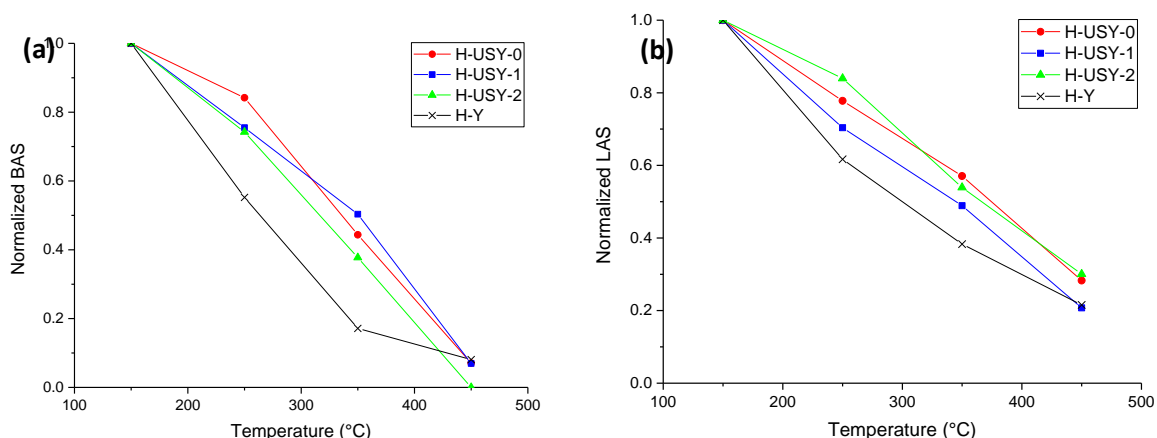 (a)
1.0
0.8
0.6
0.4
0.2
0.0
Normalized BAS
100 200 300 400 500
Temperature (°C)
H-USY-0
H-USY-1
H-USY-2
H-Y
(b)
1.0
0.8
0.6
0.4
0.2
0.0
Normalized LAS
100 200 300 400 500
Temperature (°C)
H-USY-0
H-USY-1
H-USY-2
H-Y